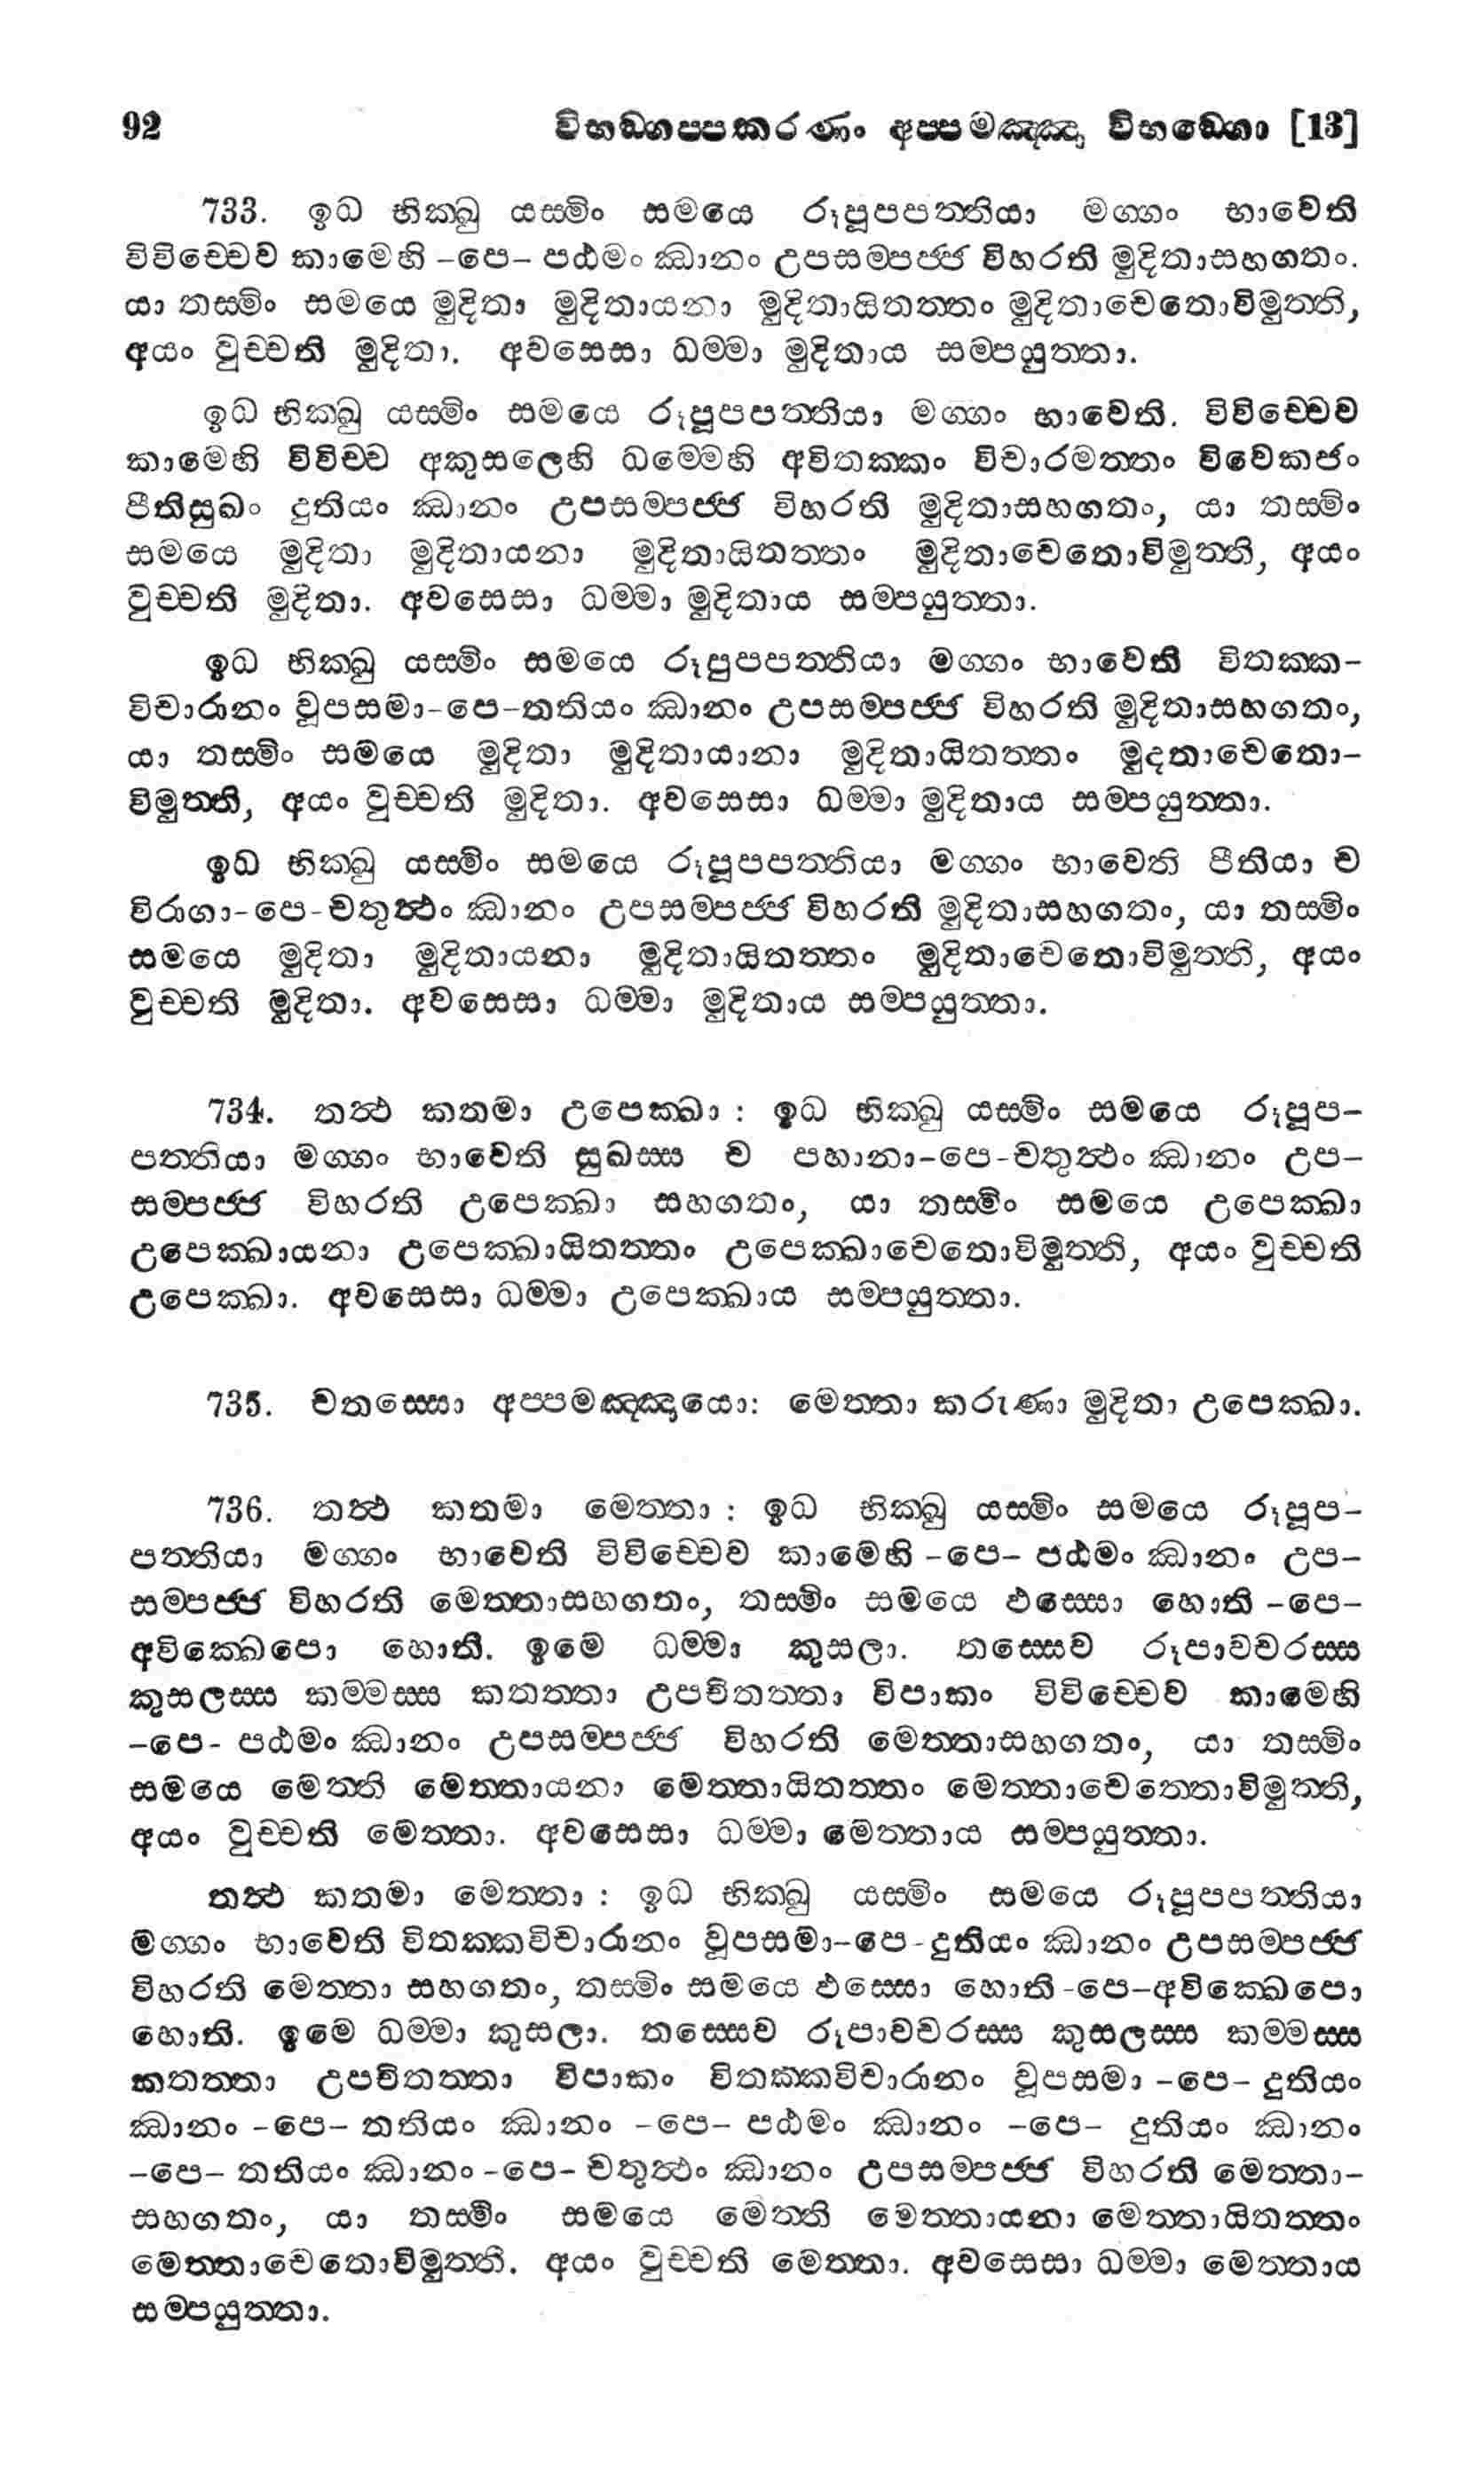 92 විභඞ්ගප්පකරණං අප්පමඤ්ඤා විභඞ්ගො [13]
733. ඉධ භික්ඛු යස්මිං සමයෙ රූපූපපත්තියා මග්ගං භාවෙති
විවිච්චෙව කාමෙහි -පෙ- පඨමං ඣානං උපසම්පජ්ජ විහරති මුදිතාසහගතං.
යා තස්මිං සමයෙ මුදිතා මුදිතායනා මුදිතායිතත්තං මුදිතාචෙතොවිමුත්ති,
අයං වුච්චති මුදිතා. අවසෙසා ධම්මා මුදිතාය සම්පයුත්තා.
ඉධ භික්ඛු යස්මිං සමයෙ රූපූපපත්තියා මග්ගං භාවෙති. විවිච්චෙව
කාමෙහි විවිච්ච අකුසලෙහි ධම්මෙහි අවිතක්කං විචාරමත්තං විවෙකජං
පීතිසුඛං දුතියං ඣානං උපසම්පජ්ජ විහරති මුදිතාසහගතං, යා තස්මිං
සමයෙ මුදිතා මුදිතායනා මුදිතායිතත්තං මුදිතාචෙතොවිමුත්ති, අයං
වුච්චති මුදිතා. අවසෙසා ධම්මා මුදිතාය සම්පයුත්තා.
ඉධ භික්ඛු යස්මිං සමයෙ රූපුපපත්තියා මග්ගං භාවෙති විතක්ක-
විචාරානං වූපසමා-පෙ-තතියං ඣානං උපසම්පජ්ජ විහරති මුදිතාසහගතං,
යා තස්මිං සමයෙ මුදිතා මුදිතායානා මුදිතායිතත්තං මුදතාචෙතො-
විමුත්ති, අයං වුච්චති මුදිතා. අවසෙසා ධම්මා මුදිතාය සම්පයුත්තා.
ඉධ භික්ඛු යස්මිං සමයෙ රූපූපපත්තියා මග්ගං භාවෙති පීතියා ච
විරාගා-පෙ-චතුත්ථං ඣානං උපසම්පජ්ජ විහරති මුදිතාසහගතං, යා තස්මිං
සමයෙ මුදිතා මුදිතායනා මුදිතායිතත්තං මුදිතාචෙතොවිමුත්ති, අයං
වුච්චති මුදිතා. අවසෙසා ධම්මා මුදිතාය සම්පයුත්තා.
734. තත්ථ කතමා උපෙක්ඛා : ඉධ භික්ඛු යස්මිං සමයෙ රූපූප-
පත්තියා මග්ගං භාවෙති සුඛස්ස ච පහානා-පෙ-චතුත්ථං ඣානං උප-
සම්පජ්ජ විහරති උපෙක්ඛා සහගතං, යා තස්මිං සමයෙ උපෙක්ඛා
උපෙක්ඛායනා උපෙක්ඛායිතත්තං උපෙක්ඛාචෙතොවිමුත්ති, අයං වුච්චති
උපෙක්ඛා. අවසෙසා ධම්මා උපෙක්ඛාය සම්පයුත්තා.
735. චතස්සො අප්පමඤ්ඤායො: මෙත්තා කරුණා මුදිතා උපෙක්ඛා.
736. තත්ථ කතමා මෙත්තා : ඉධ භික්ඛු යස්මිං සමයෙ රූපූප-
පත්තියා මග්ගං භාවෙති විවිච්චෙව කාමෙහි -පෙ- පඨමං ඣානං උප-
සම්පජ්ජ විහරති මෙත්තාසහගතං, තස්මිං සමයෙ ඵස්සො හොති -පෙ-
අවික්ඛෙපො හොති. ඉමෙ ධම්මා කුසලා. තස්සෙව රූපාවචරස්ස
කුසලස්ස කම්මස්ස කතත්තා උපචිතත්තා විපාකං විවිච්චෙව කාමෙහි
-පෙ- පඨමං ඣානං උපසම්පජ්ජ විහරති මෙත්තාසහගතං, යා තස්මිං
සමයෙ මෙත්ති මෙත්තායනා මෙත්තායිතත්තං මෙත්තාචෙත්තොවිමුත්ති,
අයං වුච්චති මෙත්තා. අවසෙසා ධම්මා මෙත්තාය සම්පයුත්තා.
තත්ථ කතමා මෙත්තා : ඉධ භික්ඛු යස්මිං සමයෙ රූපූපපත්තියා
මග්ගං භාවෙති විතක්කවිචාරානං වූපසමා-පෙ-දුතියං ඣානං උපසම්පජ්ජ
විහරති මෙත්තා සහගතං, තස්මිං සමයෙ ඵස්සො හොති -පෙ-අවික්ඛෙපො
හොති. ඉමෙ ධම්මා කුසලා. තස්සෙව රූපාවචරස්ස කුසලස්ස කම්මස්ස
කතත්තා උපචිතත්තා විපාකං විතක්කවිචාරානං වූපසමා -පෙ- දුතියං
ඣානං -පෙ- තතියං ඣානං -පෙ- පඨමං ඣානං -පෙ- දුතියං ඣානං
-පෙ- තතියං ඣානං -පෙ- චතුත්ථං ඣානං උපසම්පජ්ජ විහරති මෙත්තා-
සහගතං, යා තස්මිං සමයෙ මෙත්ති මෙත්තායනා මෙත්තායිතත්තං
මෙත්තාචෙතොවිමුත්ති. අයං වුච්චති මෙත්තා. අවසෙසා ධම්මා මෙත්තාය
සම්පයුත්තා.